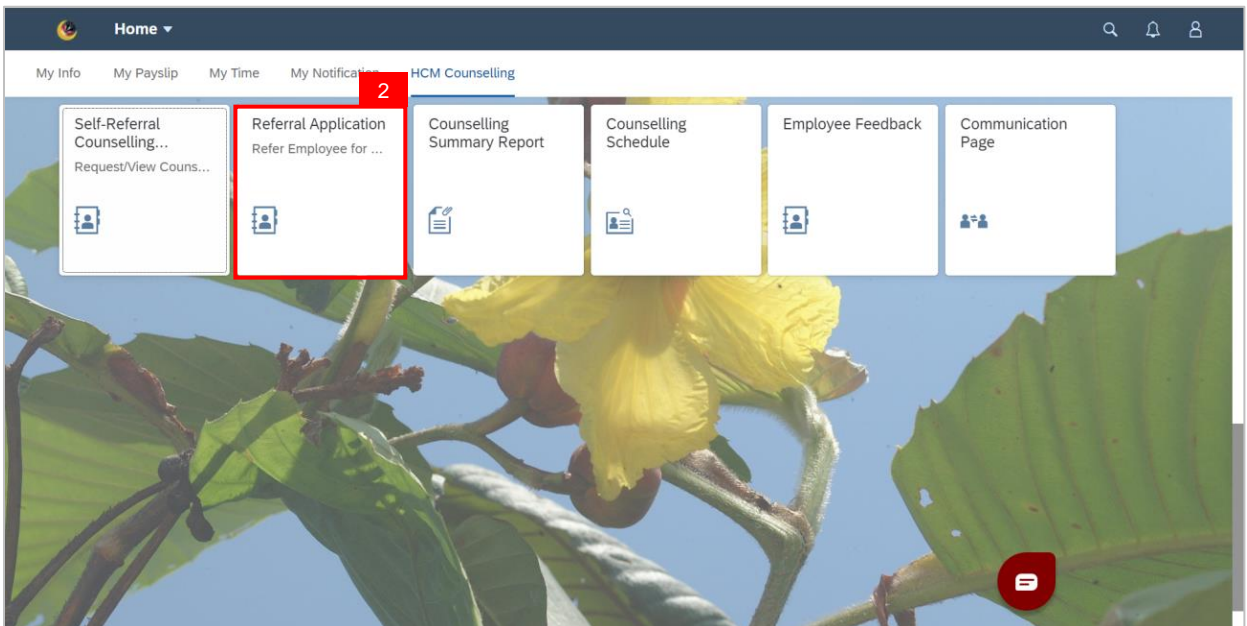 Home
My Info My Payslip My Time My Notification HCM Counselling
2
Self-Referral
Counselling...
Request/View Couns...
Referral Application
Refer Employee for ...
Counselling
Summary Report
Counselling
Schedule
Employee Feedback
Communication
Page